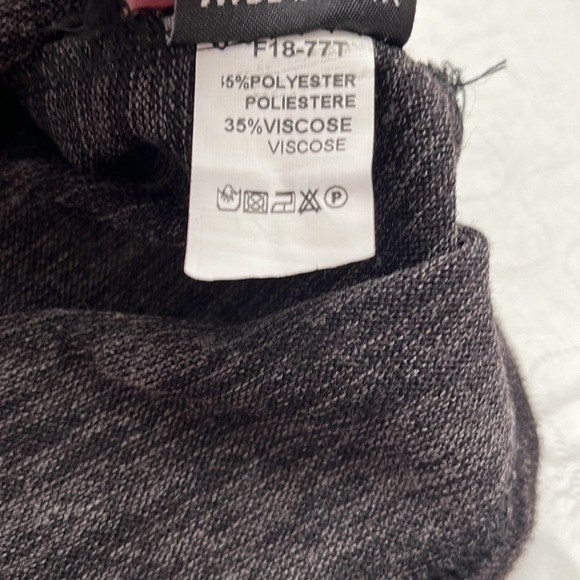 F18-77T
5%POLYESTER
POLIESTERE
35%VISCOSE
VISCOSE
P